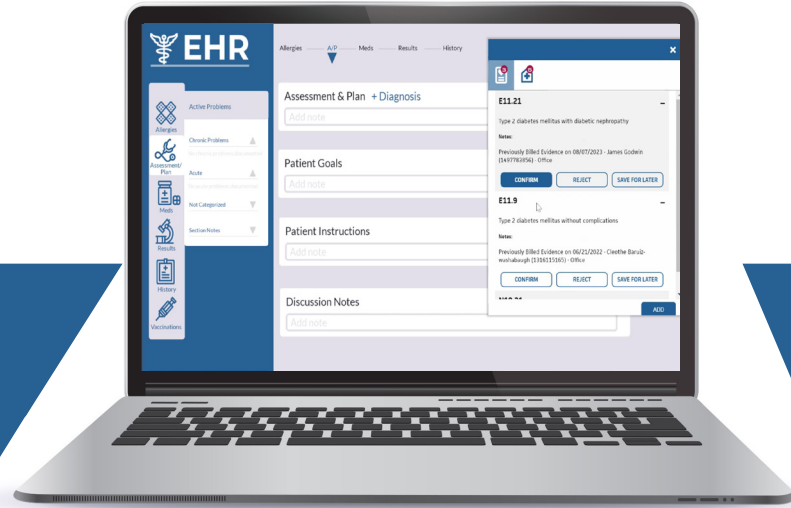 EHR
Allergies A/P Meds Results History
Allergies
Assessment/
Plan
Meds
Results
History
Vaccinations
Active Problems
Chronic Problems
Acute
Not Categorized
Section Notes
Assessment & Plan + Diagnosis
Add note
Patient Goals
Add note
Patient Instructions
Add note
Discussion Notes
Add note
×
E11.21
Type 2 diabetes mellitus with diabetic nephropathy
Notes:
Previously Billed Evidence on 08/07/2023 - James Godwin
(1497783856) - Office
CONFIRM REJECT SAVE FOR LATER
E11.9
Type 2 diabetes mellitus without complications
Notes:
Previously Billed Evidence on 06/21/2022 - Cleothe Baruiz-
wushabaugh (1316115165) - Office
CONFIRM REJECT SAVE FOR LATER
ADD